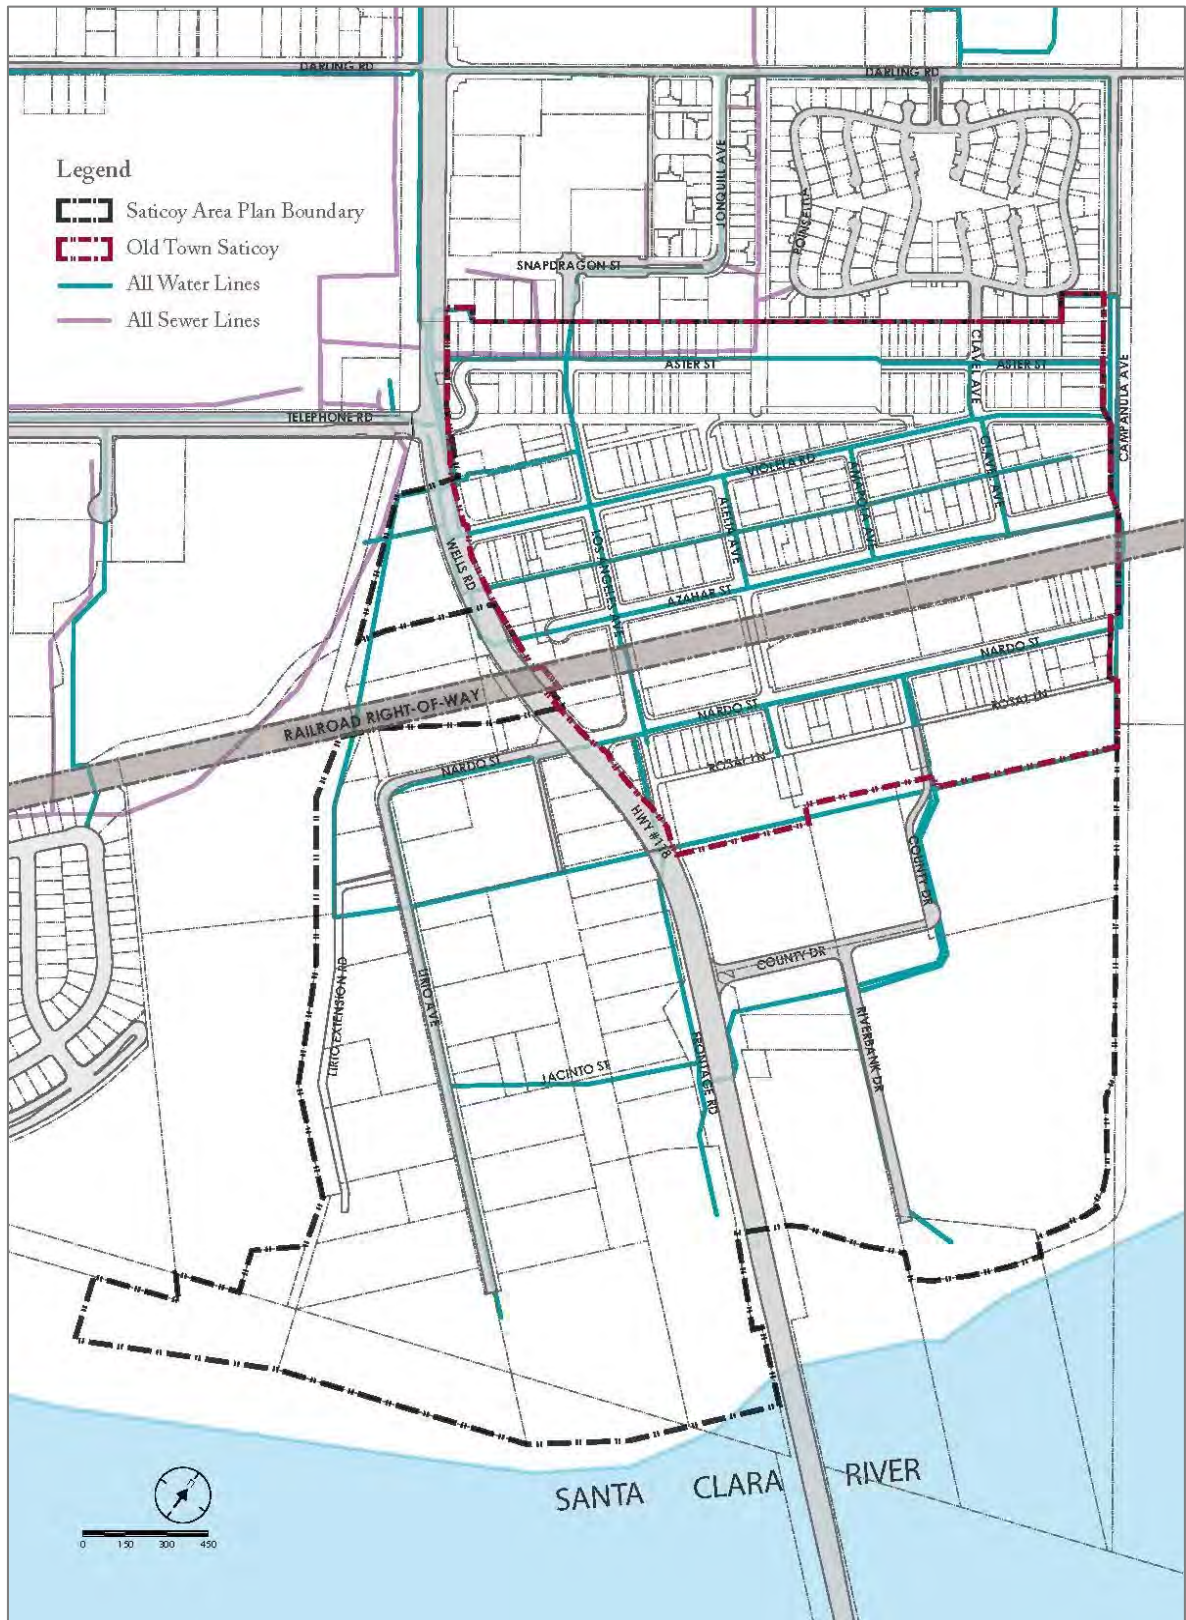 DARLING RD
DARLING RD
Legend
Saticoy Area Plan Boundary
Old Town Saticoy
All Water Lines
All Sewer Lines
JONQUIL AVE
POINSETTIA
SNAPDRAGON ST
ASTER ST
CLAVEL AVE
ASTER ST
CAMPANULA AVE
TELEPHONE RD
VIOLETA RD
CLAVEL AVE
AMAPOLA AVE
ALELIA AVE
WELLS RD
LOS ANGELES AVE
AZAHAR ST
NARDO ST
RAILROAD RIGHT-OF-WAY
NARDO ST
ROSAL LN
NARDO ST
ROSAL LN
HWY #118
COUNTY DR
COUNTY DR
LIRIO AVE
LIRIO EXTENSION RD
RIVERBANK DR
JACINTO ST
FRONTAGE RD
SANTA CLARA RIVER
0 150 300 450